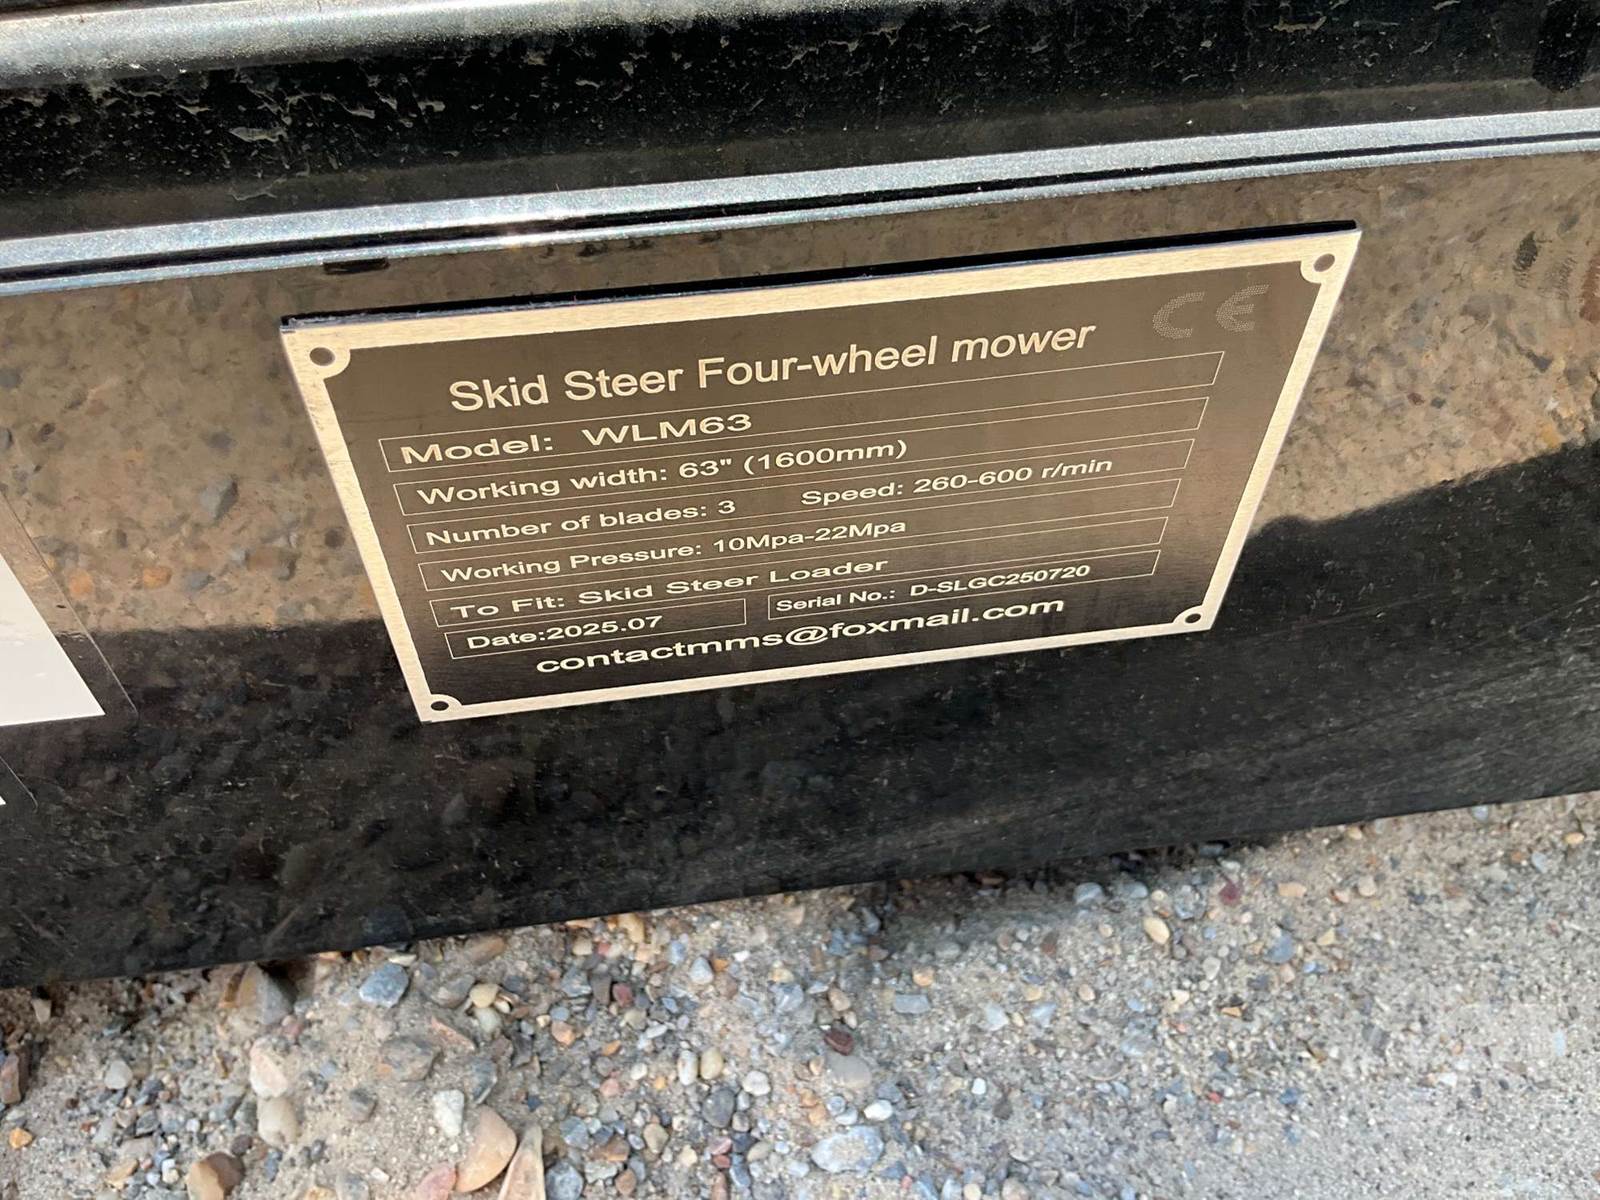 CE
Skid Steer Four-wheel mower
Model: WLM63
Working width: 63" (1600mm)
Number of blades: 3 Speed: 260-600 r/min
Working Pressure: 10Mpa-22Mpa
To Fit: Skid Steer Loader
Date:2025.07 Serial No.: D-SLGC250720
contactmms@foxmail.com